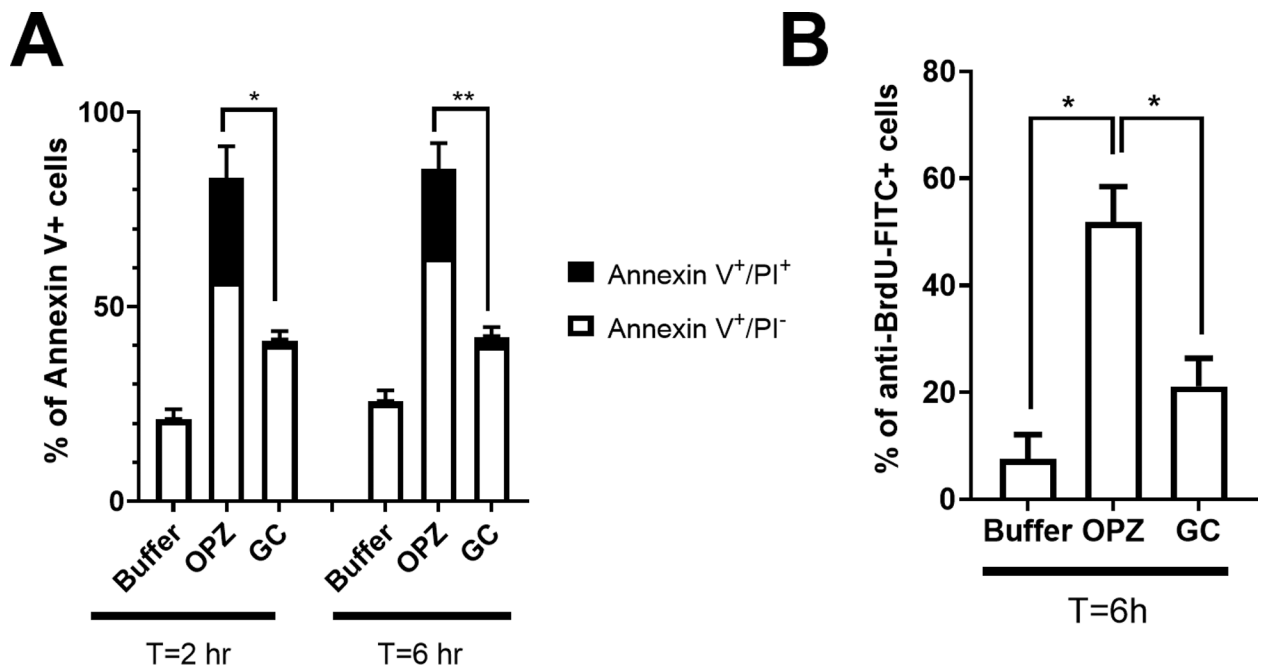 A
% of Annexin V+ cells
100
50
0
*
**
Buffer
OPZ
GC
Buffer
OPZ
GC
T=2 hr
T=6 hr
Annexin V⁺/PI⁺
Annexin V⁺/PI⁻
B
% of anti-BrdU-FITC+ cells
80
60
40
20
0
*
*
Buffer OPZ GC
T=6h